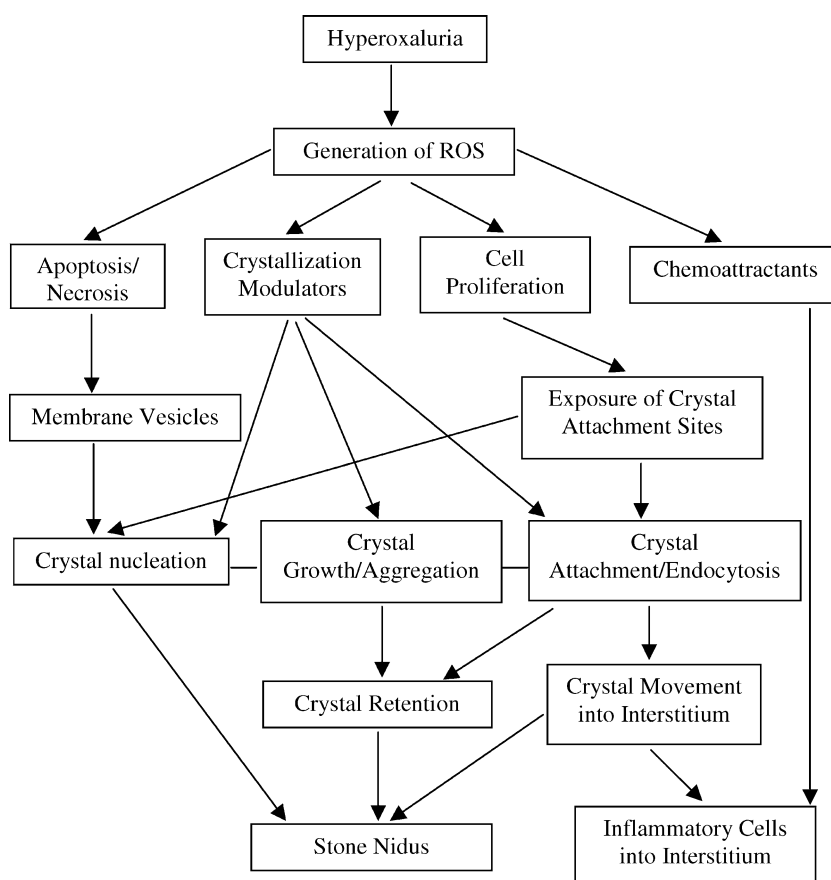 Hyperoxaluria
Generation of ROS
Apoptosis/
Necrosis
Crystallization
Modulators
Cell
Proliferation
Chemoattractants
Membrane Vesicles
Exposure of Crystal
Attachment Sites
Crystal nucleation
Crystal
Growth/Aggregation
Crystal
Attachment/Endocytosis
Crystal Retention
Crystal Movement
into Interstitium
Stone Nidus
Inflammatory Cells
into Interstitium